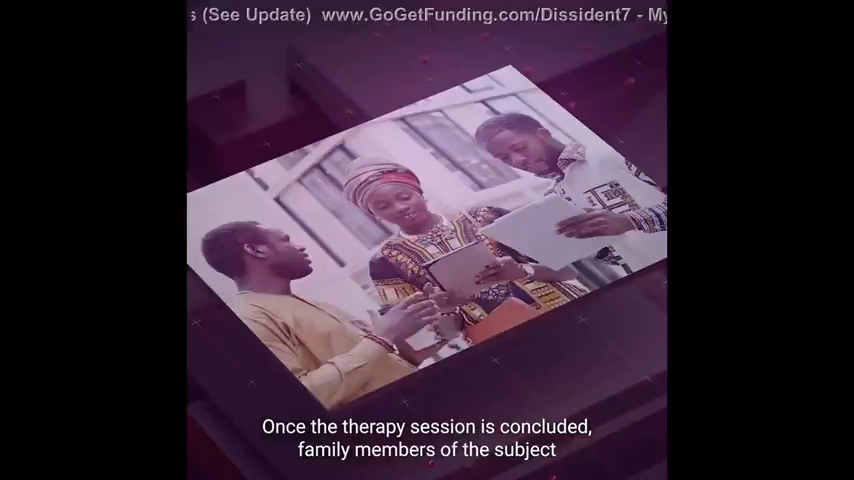 s (See Update)  www.GoGetFunding.com/Dissident7 - My
Once the therapy session is concluded,
family members of the subject